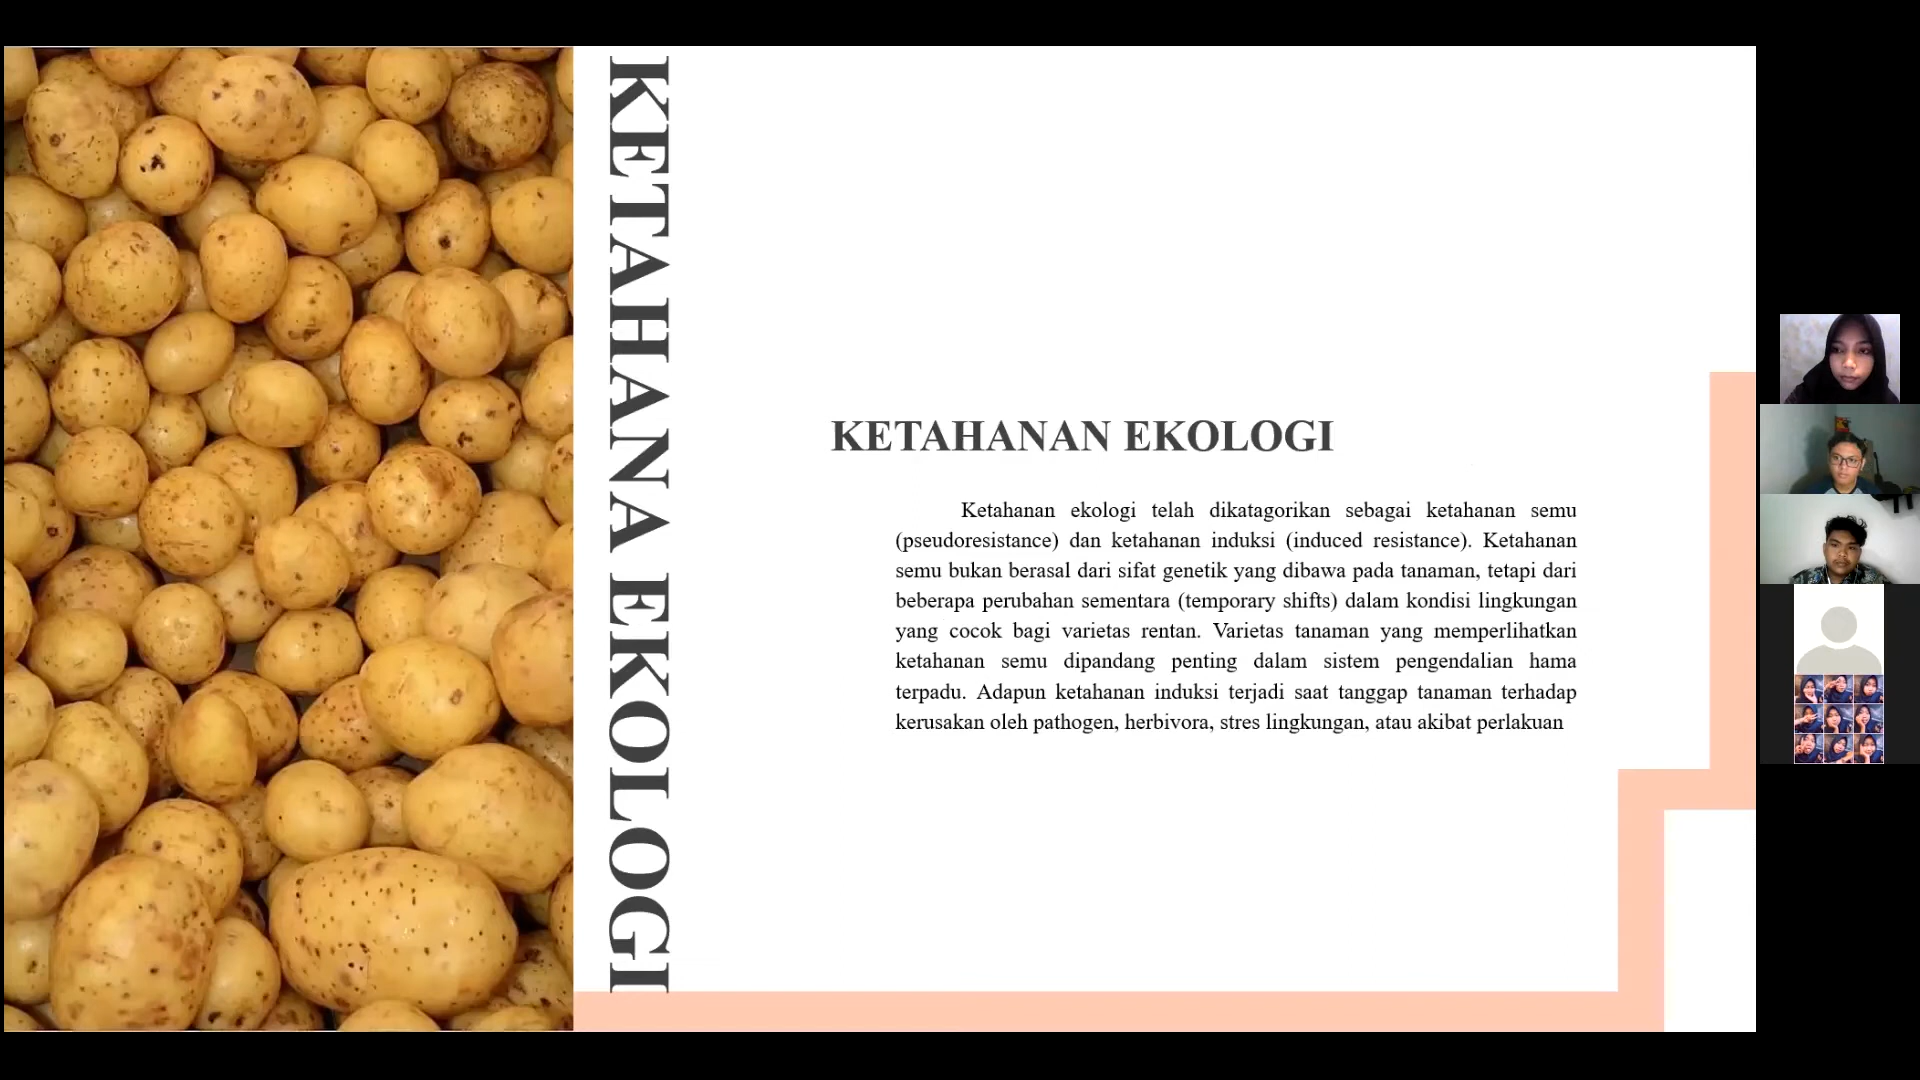 KETAHANA EKOLOGI
KETAHANAN EKOLOGI
Ketahanan ekologi telah dikatagorikan sebagai ketahanan semu
(pseudoresistance) dan ketahanan induksi (induced resistance). Ketahanan
semu bukan berasal dari sifat genetik yang dibawa pada tanaman, tetapi dari
beberapa perubahan sementara (temporary shifts) dalam kondisi lingkungan
yang cocok bagi varietas rentan. Varietas tanaman yang memperlihatkan
ketahanan semu dipandang penting dalam sistem pengendalian hama
terpadu. Adapun ketahanan induksi terjadi saat tanggap tanaman terhadap
kerusakan oleh pathogen, herbivora, stres lingkungan, atau akibat perlakuan